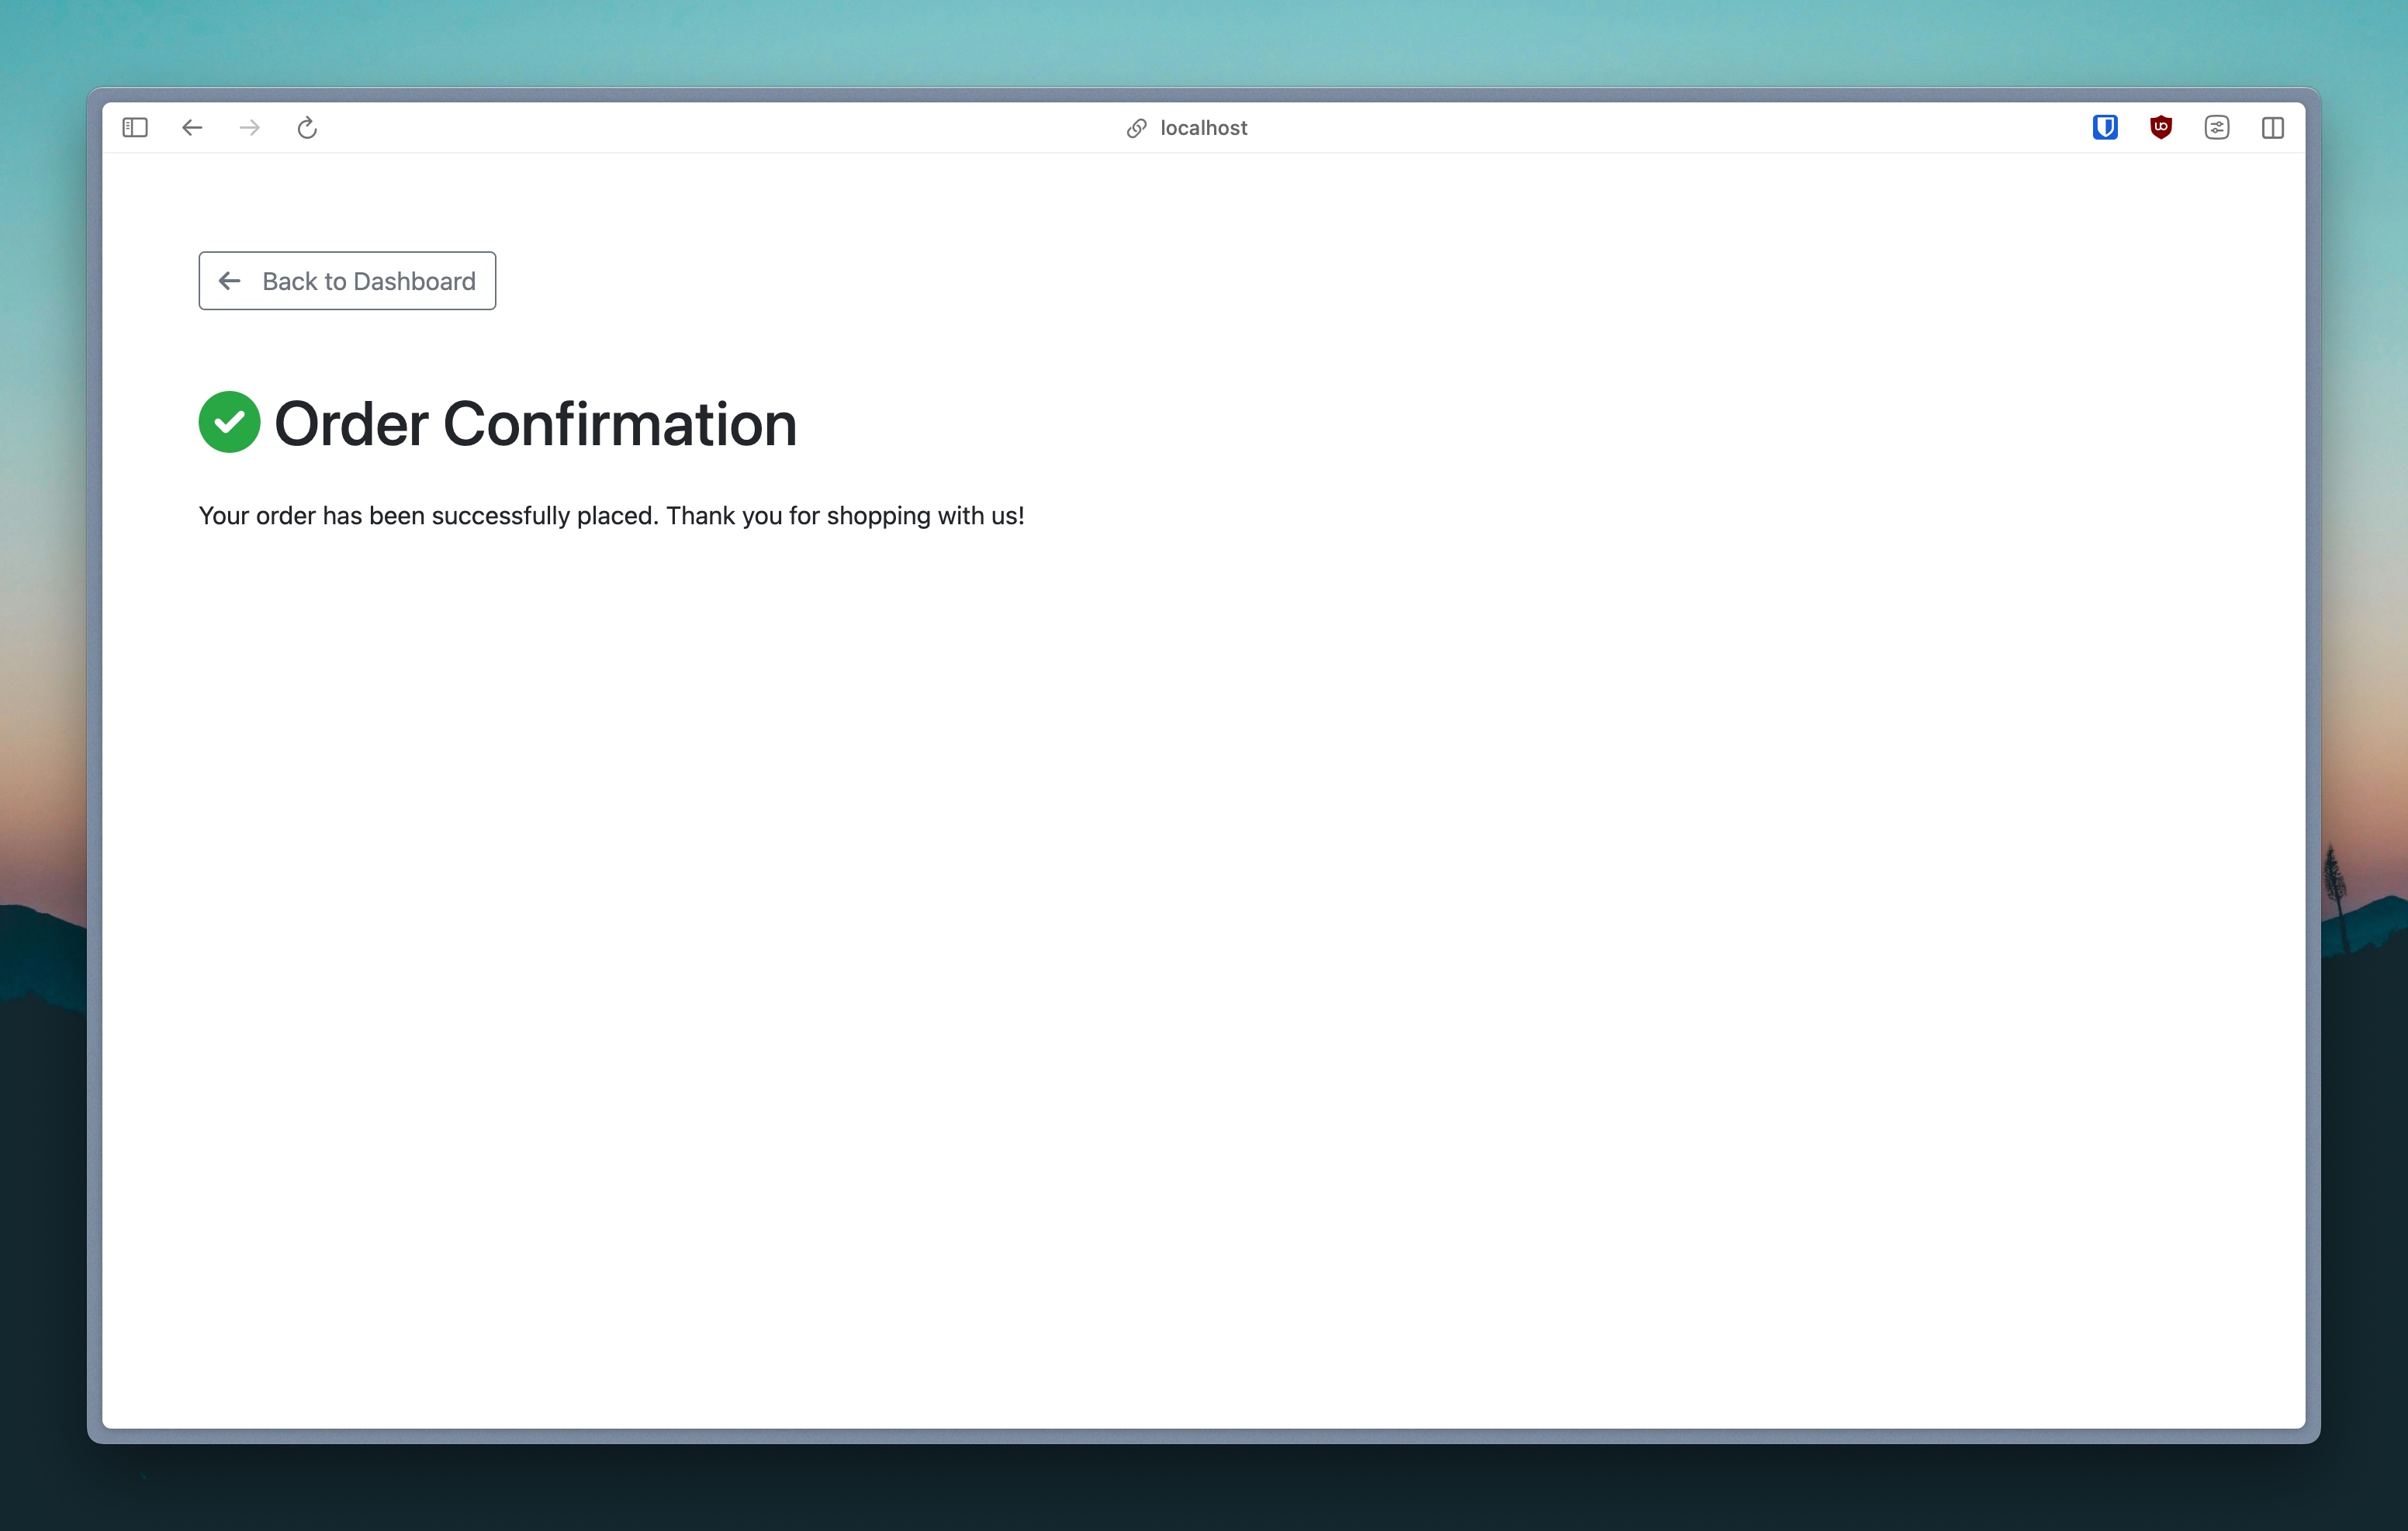 localhost
Back to Dashboard
Order Confirmation
Your order has been successfully placed. Thank you for shopping with us!